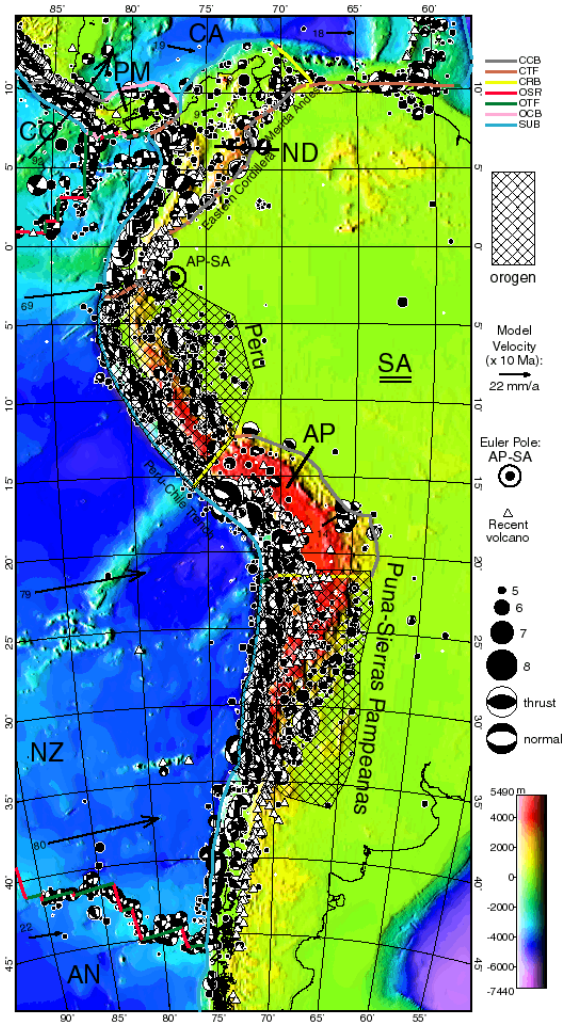 85˚ 80˚ 75˚ 70˚ 65˚ 60˚ 55˚
CA
19
18
PM
CO
ND
10˚
5˚
0˚
5˚
10˚
15˚
20˚
25˚
30˚
35˚
40˚
45˚
Eastern Cordillera
Merida Andes
AP-SA
69
Peru
SA
AP
Peru-Chile Trench
79
Puna-Sierras Pampeanas
NZ
80
22
AN
10˚
5˚
0˚
5˚
10˚
15˚
20˚
25˚
30˚
35˚
40˚
45˚
90˚ 85˚ 80˚ 75˚ 70˚ 65˚ 60˚
CCB
CTF
CRB
OSR
OTF
OCB
SUB
orogen
Model
Velocity
(x 10 Ma):
22 mm/a
Euler Pole:
AP-SA
Recent
volcano
5
6
7
8
thrust
normal
5490 m
4000
2000
0
-2000
-4000
-6000
-7440